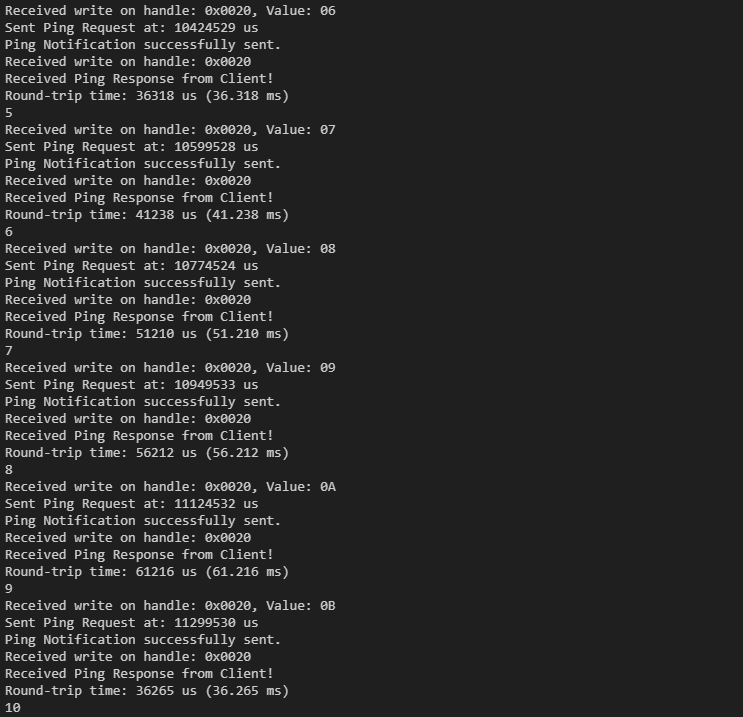 Received write on handle: 0x0020, Value: 06
Sent Ping Request at: 10424529 us
Ping Notification successfully sent.
Received write on handle: 0x0020
Received Ping Response from Client!
Round-trip time: 36318 us (36.318 ms)
5
Received write on handle: 0x0020, Value: 07
Sent Ping Request at: 10599528 us
Ping Notification successfully sent.
Received write on handle: 0x0020
Received Ping Response from Client!
Round-trip time: 41238 us (41.238 ms)
6
Received write on handle: 0x0020, Value: 08
Sent Ping Request at: 10774524 us
Ping Notification successfully sent.
Received write on handle: 0x0020
Received Ping Response from Client!
Round-trip time: 51210 us (51.210 ms)
7
Received write on handle: 0x0020, Value: 09
Sent Ping Request at: 10949533 us
Ping Notification successfully sent.
Received write on handle: 0x0020
Received Ping Response from Client!
Round-trip time: 56212 us (56.212 ms)
8
Received write on handle: 0x0020, Value: 0A
Sent Ping Request at: 11124532 us
Ping Notification successfully sent.
Received write on handle: 0x0020
Received Ping Response from Client!
Round-trip time: 61216 us (61.216 ms)
9
Received write on handle: 0x0020, Value: 0B
Sent Ping Request at: 11299530 us
Ping Notification successfully sent.
Received write on handle: 0x0020
Received Ping Response from Client!
Round-trip time: 36265 us (36.265 ms)
10